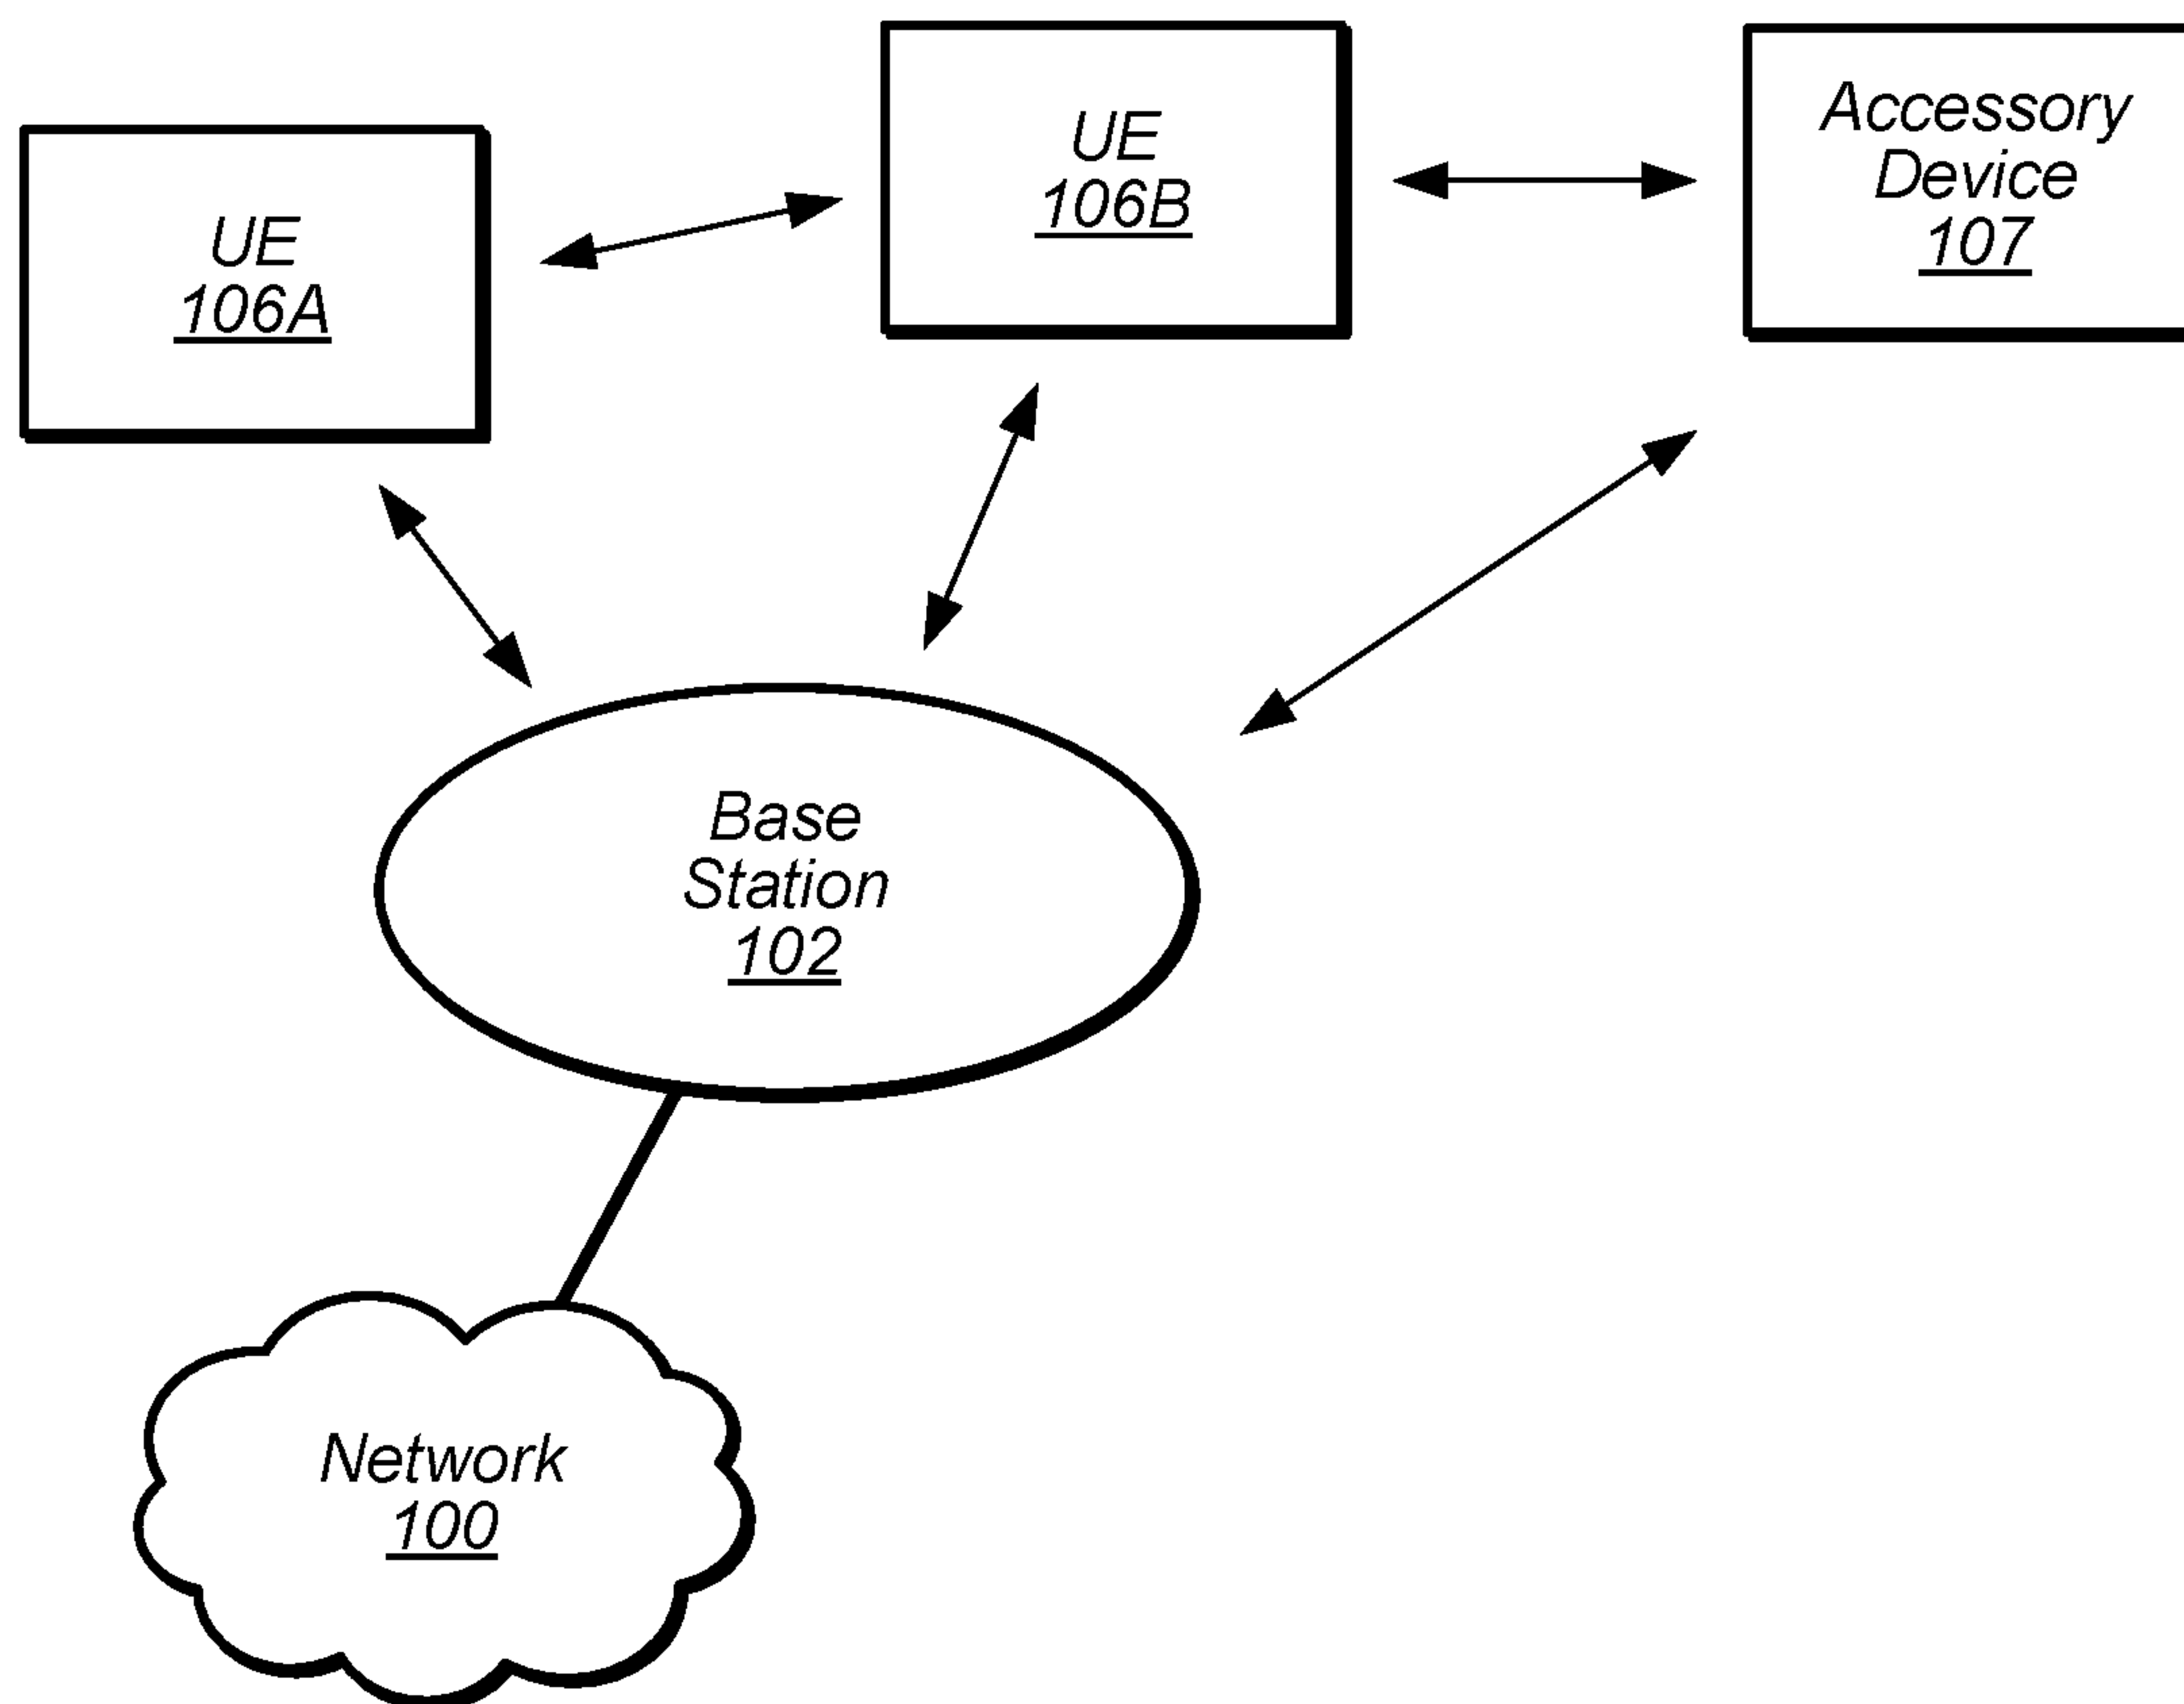 UE
106A
UE
106B
Accessory
Device
107
Base
Station
102
Network
100